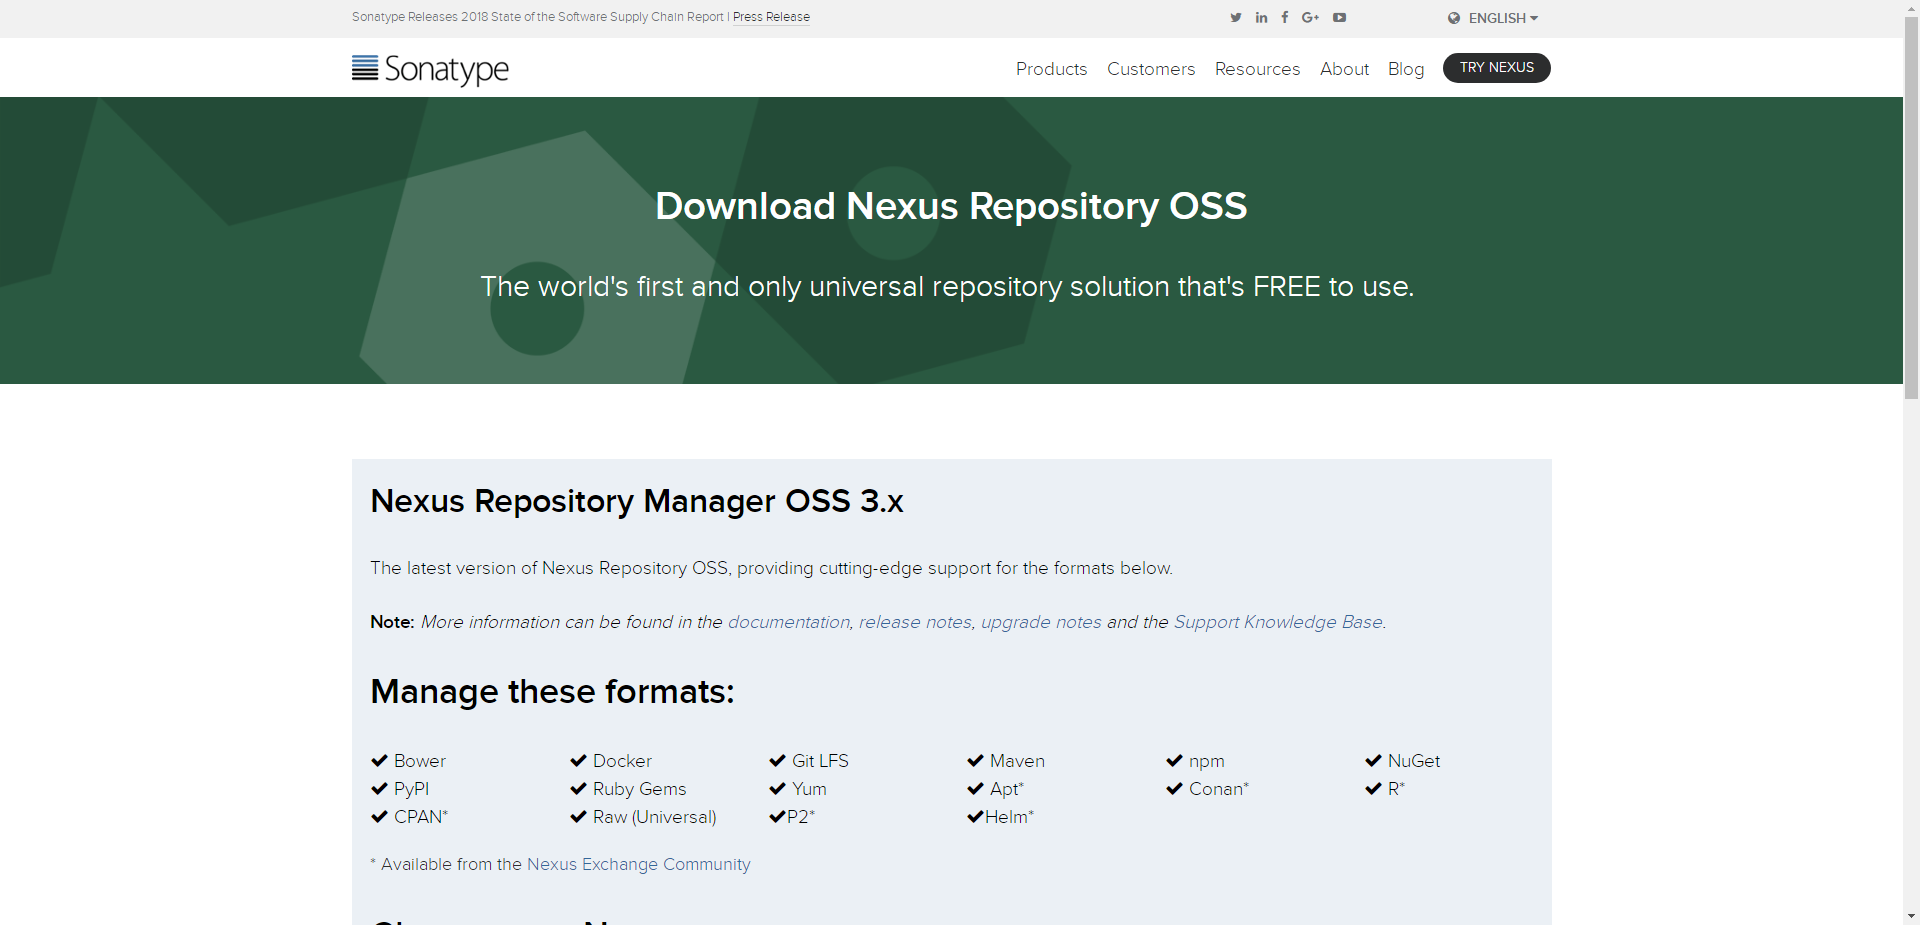 Sonatype Releases 2018 State of the Software Supply Chain Report | Press Release
ENGLISH
Sonatype
Products Customers Resources About Blog TRY NEXUS
Download Nexus Repository OSS
The world's first and only universal repository solution that's FREE to use.
Nexus Repository Manager OSS 3.x
The latest version of Nexus Repository OSS, providing cutting-edge support for the formats below.
Note: More information can be found in the documentation, release notes, upgrade notes and the Support Knowledge Base.
Manage these formats:
Bower Docker Git LFS Maven npm NuGet
PyPI Ruby Gems Yum Apt* Conan* R*
CPAN* Raw (Universal) P2* Helm*
* Available from the Nexus Exchange Community